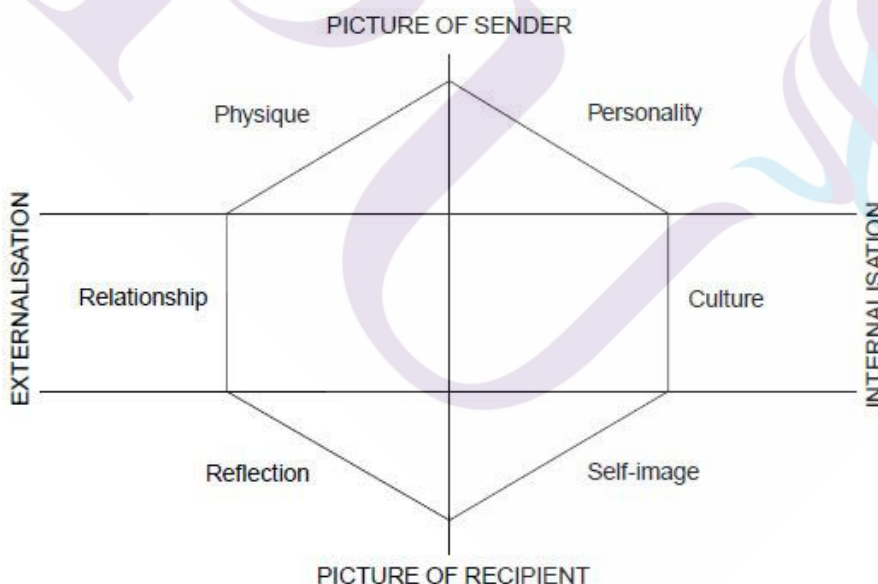 PICTURE OF SENDER
Physique
Personality
EXTERNALISATION
INTERNALISATION
Relationship
Culture
Reflection
Self-image
PICTURE OF RECIPIENT